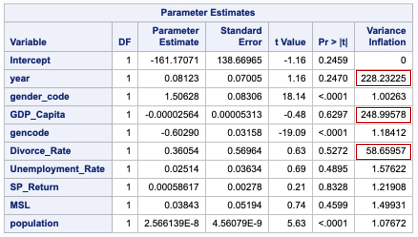 Parameter Estimates
Variable DF Parameter Estimate Standard Error t Value Pr > |t| Variance Inflation
Intercept 1 -161.17071 138.66965 -1.16 0.2459 0
year 1 0.08123 0.07005 1.16 0.2470 228.23225
gender_code 1 1.50628 0.08306 18.14 <.0001 1.00263
GDP_Capita 1 -0.00002564 0.00005313 -0.48 0.6297 248.99578
gencode 1 -0.60290 0.03158 -19.09 <.0001 1.18412
Divorce_Rate 1 0.36054 0.56964 0.63 0.5272 58.65957
Unemployment_Rate 1 0.02514 0.03634 0.69 0.4895 1.57622
SP_Return 1 0.00058617 0.00278 0.21 0.8328 1.21908
MSL 1 0.03843 0.05194 0.74 0.4599 1.49931
population 1 2.566139E-8 4.56079E-9 5.63 <.0001 1.07672